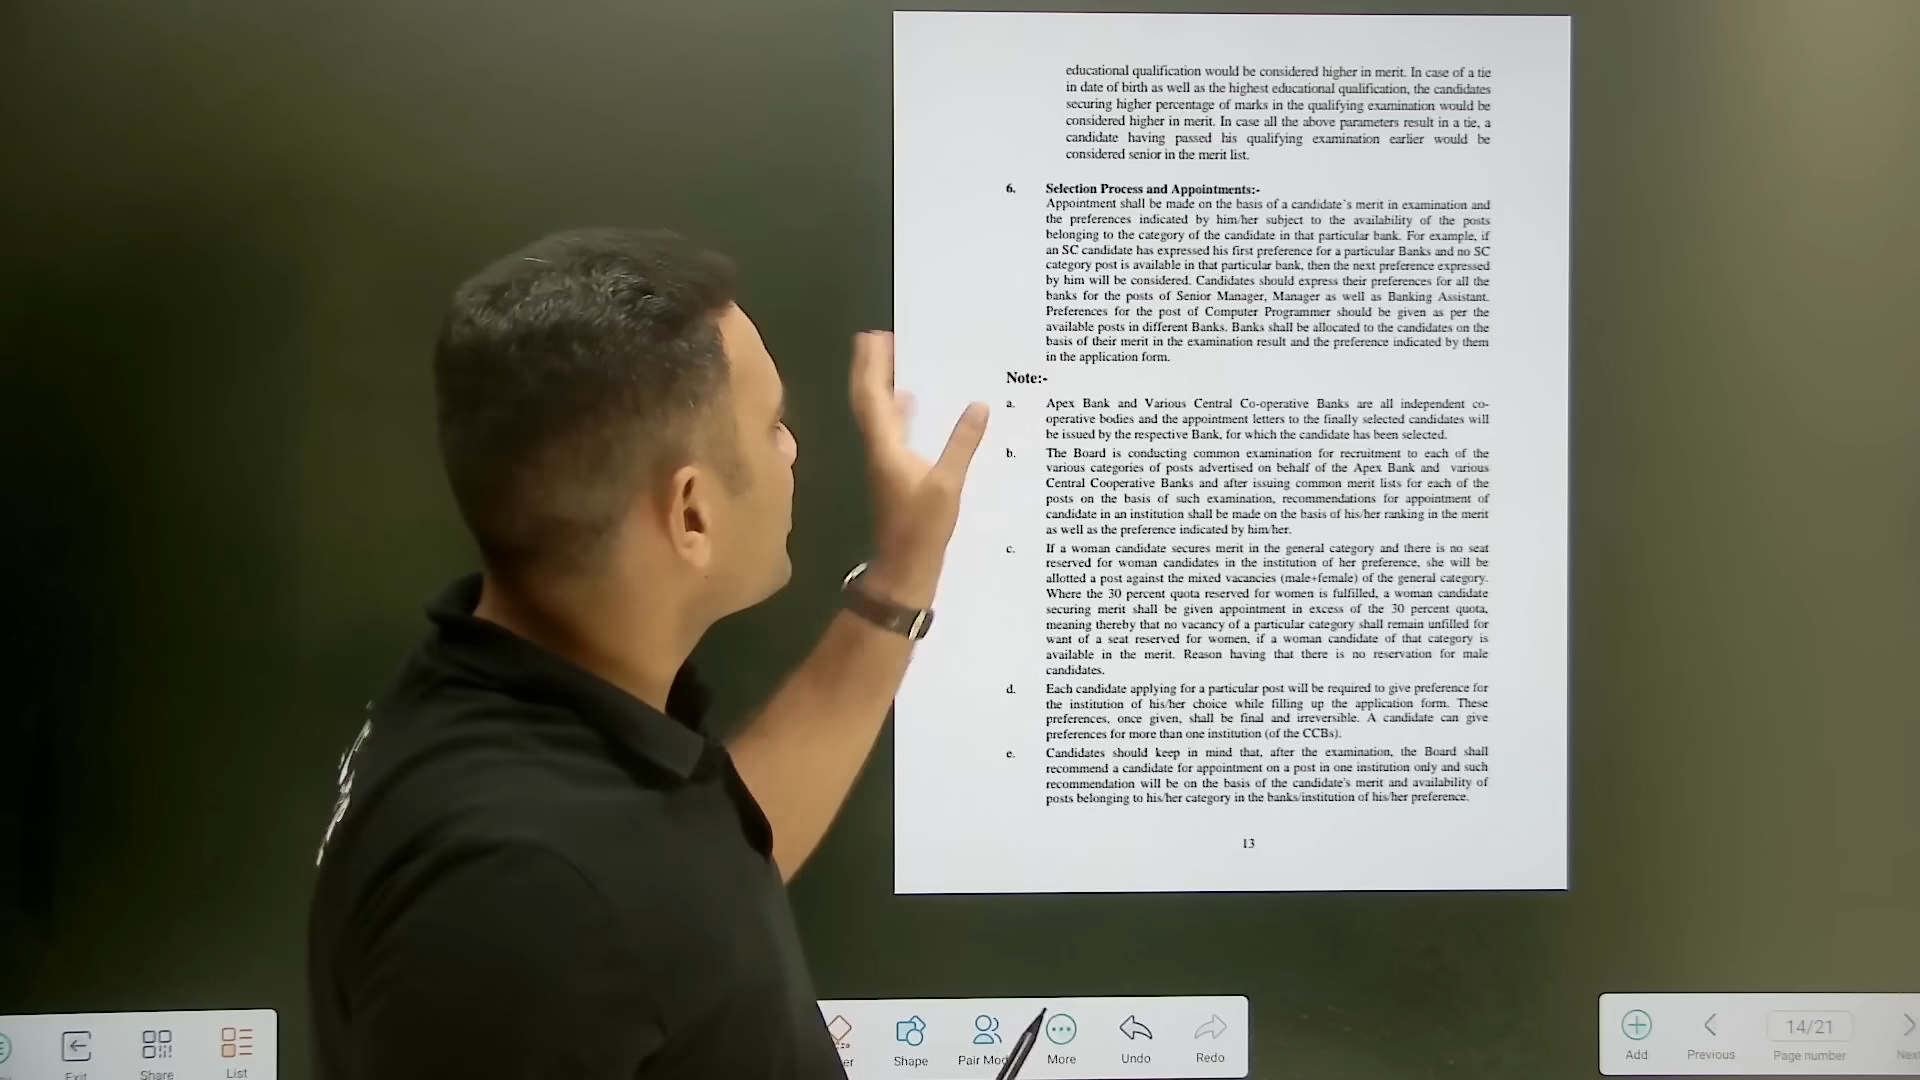 educational qualification would be considered higher in merit. In case of a tie
in date of birth as well as the highest educational qualification, the candidates
securing higher percentage of marks in the qualifying examination would be
considered higher in merit. In case all the above parameters result in a tie, a
candidate having passed his qualifying examination earlier would be
considered senior in the merit list.
6. Selection Process and Appointments:-
Appointment shall be made on the basis of a candidate's merit in examination and
the preferences indicated by him/her subject to the availability of the posts
belonging to the category of the candidate in that particular bank. For example, if
an SC candidate has expressed his first preference for a particular Banks and no SC
category post is available in that particular bank, then the next preference expressed
by him will be considered. Candidates should express their preferences for all the
banks for the posts of Senior Manager, Manager as well as Banking Assistant.
Preferences for the post of Computer Programmer should be given as per the
available posts in different Banks. Banks shall be allocated to the candidates on the
basis of their merit in the examination result and the preference indicated by them
in the application form.
Note:-
a. Apex Bank and Various Central Co-operative Banks are all independent co-
operative bodies and the appointment letters to the finally selected candidates will
be issued by the respective Bank, for which the candidate has been selected.
b. The Board is conducting common examination for recruitment to each of the
various categories of posts advertised on behalf of the Apex Bank and various
Central Cooperative Banks and after issuing common merit lists for each of the
posts on the basis of such examination, recommendations for appointment of
candidate in an institution shall be made on the basis of his/her ranking in the merit
as well as the preference indicated by him/her.
c. If a woman candidate secures merit in the general category and there is no seat
reserved for woman candidates in the institution of her preference, she will be
allotted a post against the mixed vacancies (male+female) of the general category.
Where the 30 percent quota reserved for women is fulfilled, a woman candidate
securing merit shall be given appointment in excess of the 30 percent quota,
meaning thereby that no vacancy of a particular category shall remain unfilled for
want of a seat reserved for women, if a woman candidate of that category is
available in the merit. Reason having that there is no reservation for male
candidates.
d. Each candidate applying for a particular post will be required to give preference for
the institution of his/her choice while filling up the application form. These
preferences, once given, shall be final and irreversible. A candidate can give
preferences for more than one institution (of the CCBs).
e. Candidates should keep in mind that, after the examination, the Board shall
recommend a candidate for appointment on a post in one institution only and such
recommendation will be on the basis of the candidate's merit and availability of
posts belonging to his/her category in the banks/institution of his/her preference.
13
Exit Share List
Shape Pair Mod More Undo Redo
14/21
Add Previous Page number Next